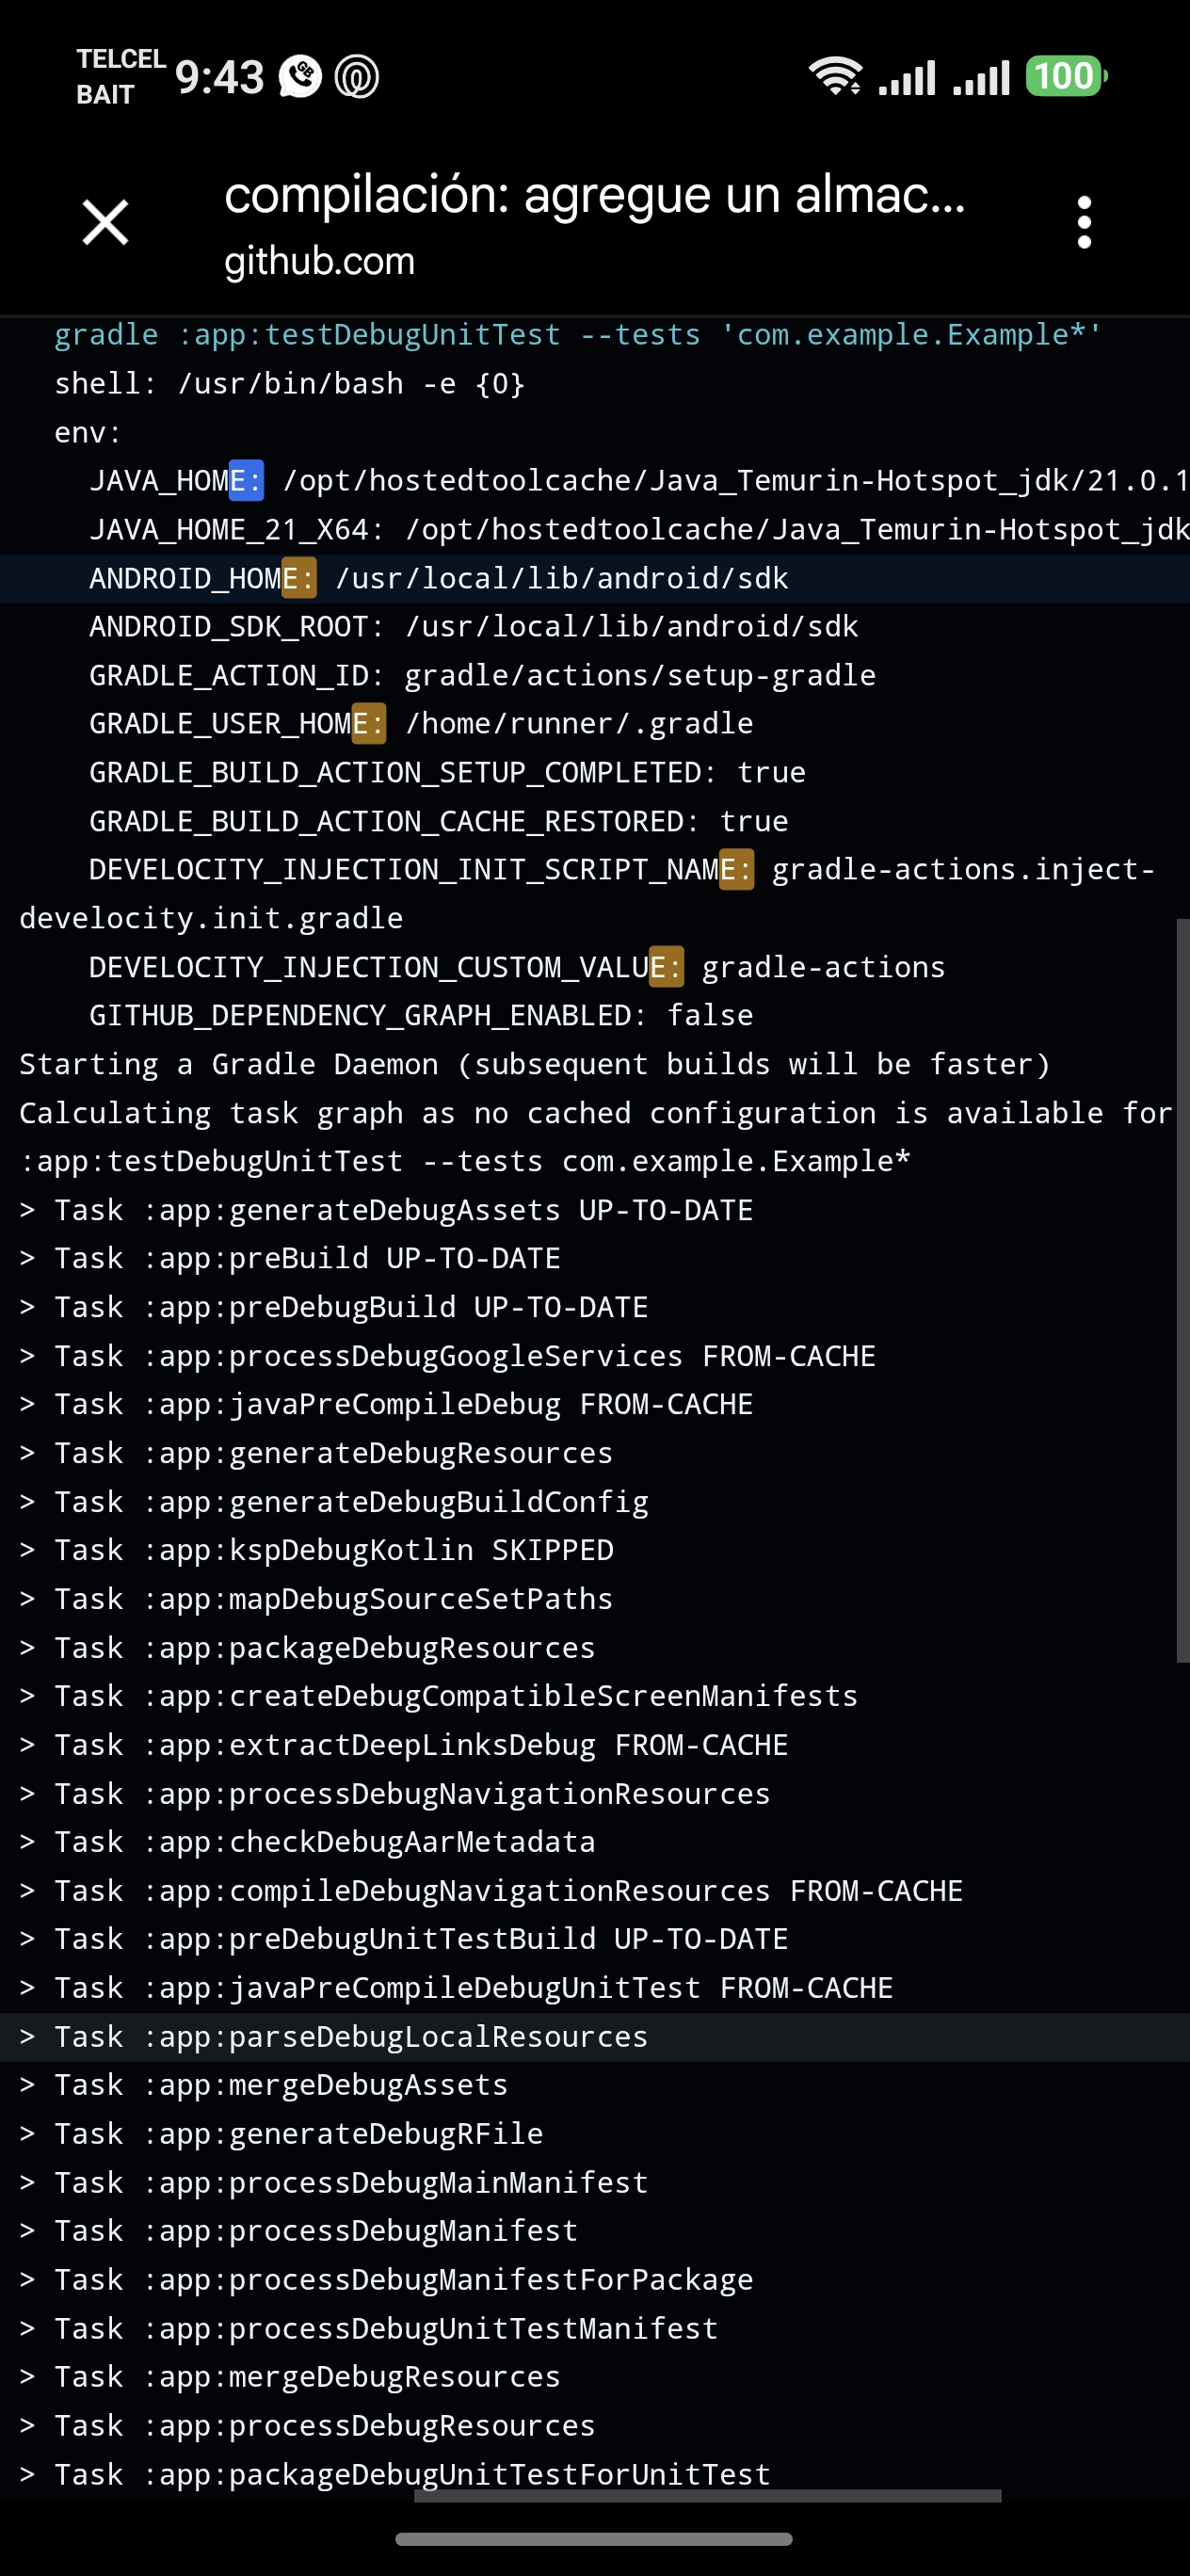 TELCEL
BAIT
9:43
100
compilación: agregue un almac...
github.com
gradle :app:testDebugUnitTest --tests 'com.example.Example*'
shell: /usr/bin/bash -e {0}
env:
JAVA_HOME: /opt/hostedtoolcache/Java_Temurin-Hotspot_jdk/21.0.1
JAVA_HOME_21_X64: /opt/hostedtoolcache/Java_Temurin-Hotspot_jdk
ANDROID_HOME: /usr/local/lib/android/sdk
ANDROID_SDK_ROOT: /usr/local/lib/android/sdk
GRADLE_ACTION_ID: gradle/actions/setup-gradle
GRADLE_USER_HOME: /home/runner/.gradle
GRADLE_BUILD_ACTION_SETUP_COMPLETED: true
GRADLE_BUILD_ACTION_CACHE_RESTORED: true
DEVELOCITY_INJECTION_INIT_SCRIPT_NAME: gradle-actions.inject-
develocity.init.gradle
DEVELOCITY_INJECTION_CUSTOM_VALUE: gradle-actions
GITHUB_DEPENDENCY_GRAPH_ENABLED: false
Starting a Gradle Daemon (subsequent builds will be faster)
Calculating task graph as no cached configuration is available for
:app:testDebugUnitTest --tests com.example.Example*
> Task :app:generateDebugAssets UP-TO-DATE
> Task :app:preBuild UP-TO-DATE
> Task :app:preDebugBuild UP-TO-DATE
> Task :app:processDebugGoogleServices FROM-CACHE
> Task :app:javaPreCompileDebug FROM-CACHE
> Task :app:generateDebugResources
> Task :app:generateDebugBuildConfig
> Task :app:kspDebugKotlin SKIPPED
> Task :app:mapDebugSourceSetPaths
> Task :app:packageDebugResources
> Task :app:createDebugCompatibleScreenManifests
> Task :app:extractDeepLinksDebug FROM-CACHE
> Task :app:processDebugNavigationResources
> Task :app:checkDebugAarMetadata
> Task :app:compileDebugNavigationResources FROM-CACHE
> Task :app:preDebugUnitTestBuild UP-TO-DATE
> Task :app:javaPreCompileDebugUnitTest FROM-CACHE
> Task :app:parseDebugLocalResources
> Task :app:mergeDebugAssets
> Task :app:generateDebugRFile
> Task :app:processDebugMainManifest
> Task :app:processDebugManifest
> Task :app:processDebugManifestForPackage
> Task :app:processDebugUnitTestManifest
> Task :app:mergeDebugResources
> Task :app:processDebugResources
> Task :app:packageDebugUnitTestForUnitTest